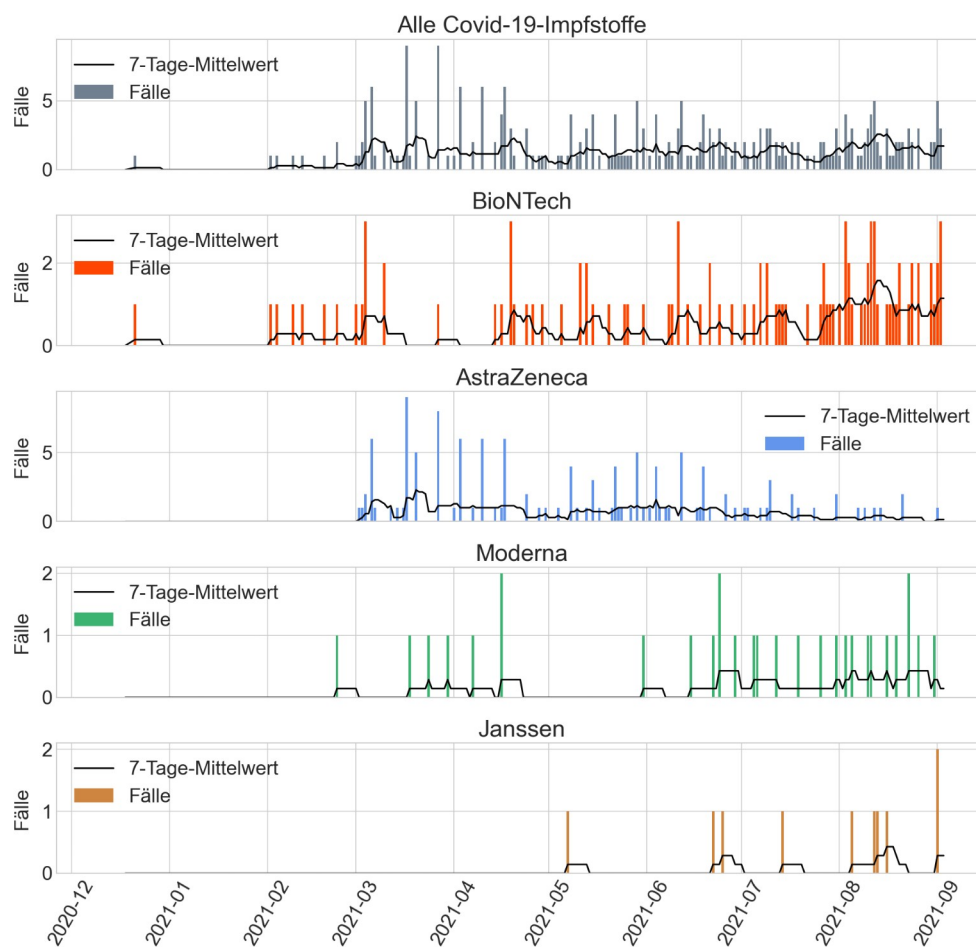 Alle Covid-19-Impfstoffe
7-Tage-Mittelwert
Fälle
Fälle
5
0
BioNTech
7-Tage-Mittelwert
Fälle
Fälle
2
0
AstraZeneca
7-Tage-Mittelwert
Fälle
Fälle
5
0
Moderna
7-Tage-Mittelwert
Fälle
Fälle
2
1
0
Janssen
7-Tage-Mittelwert
Fälle
Fälle
2
1
0
2020-12
2021-01
2021-02
2021-03
2021-04
2021-05
2021-06
2021-07
2021-08
2021-09